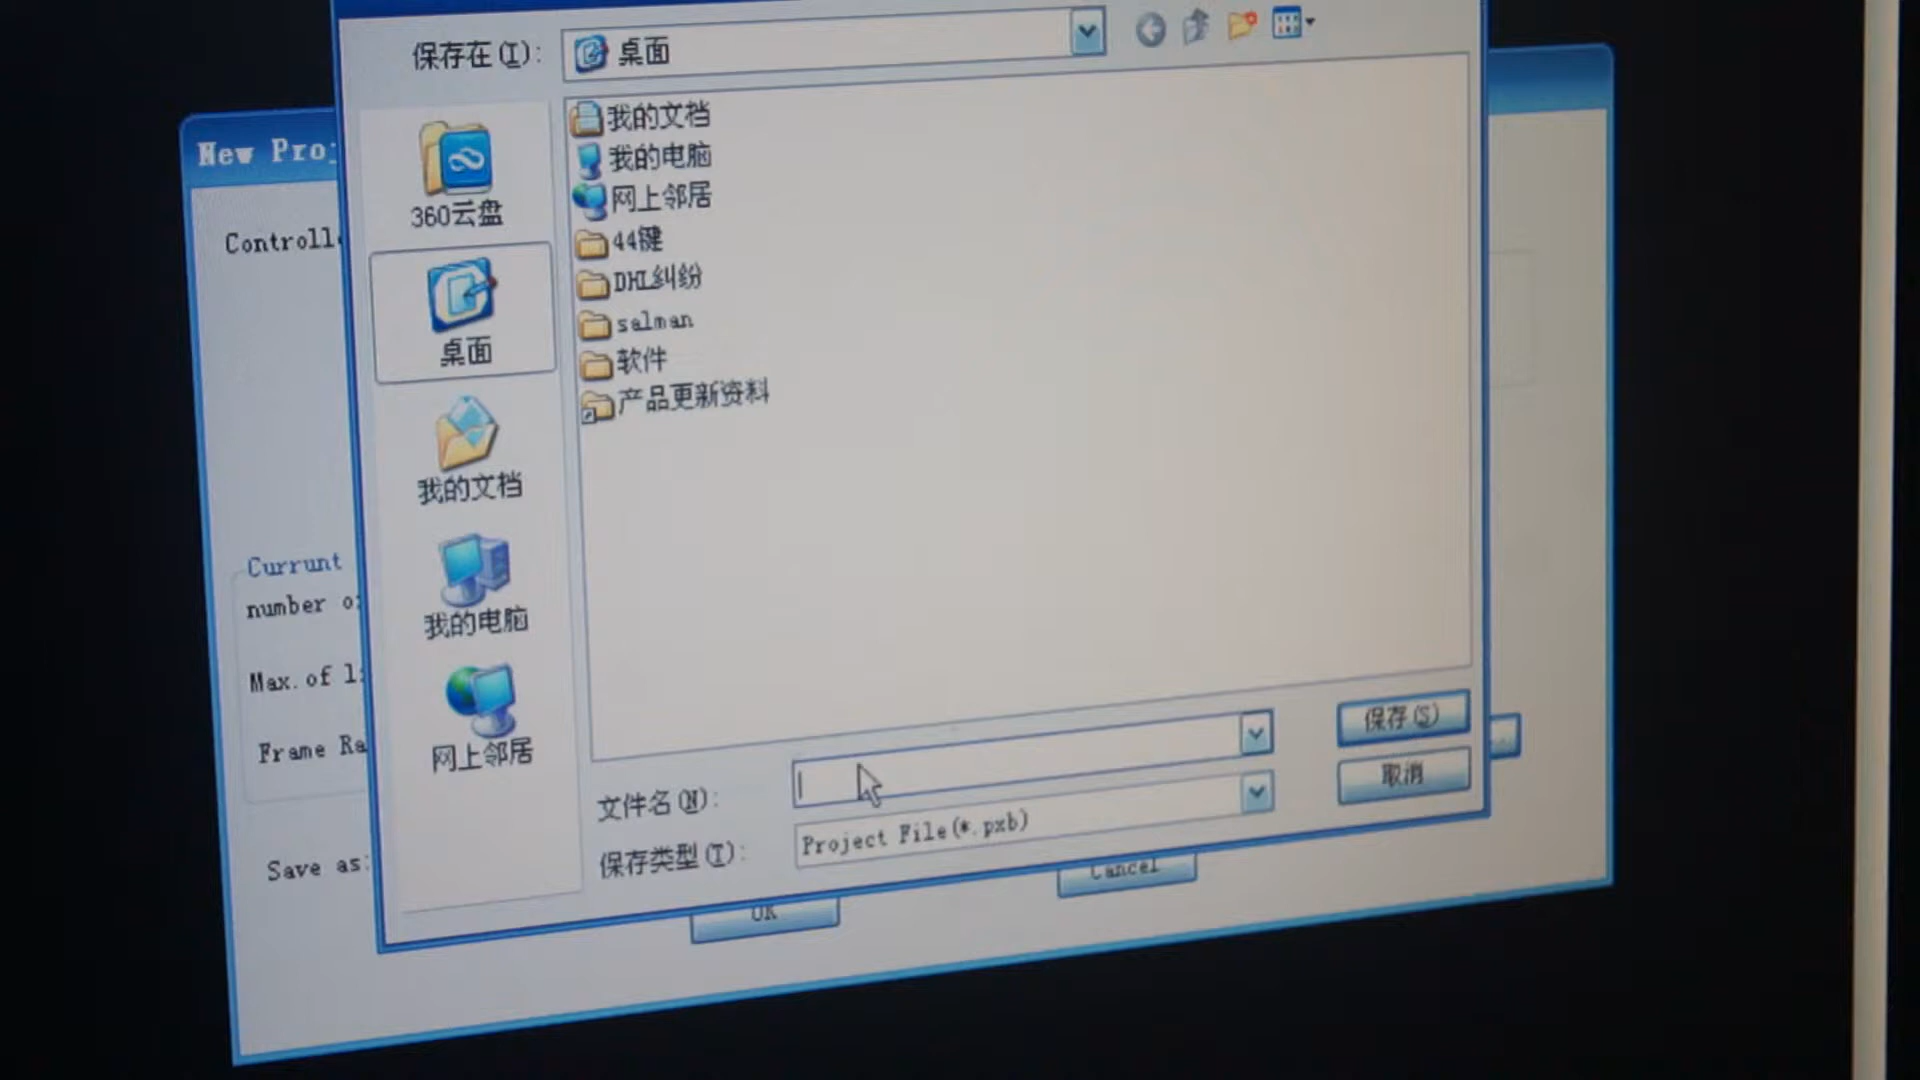 保存在(I):
桌面
New Proj
Controlle
360云盘
桌面
我的文档
我的电脑
网上邻居
我的文档
我的电脑
网上邻居
44键
DHL纠纷
salman
软件
产品更新资料
Currunt
number o
Max.of l
Frame Ra
Save as:
文件名(N):
保存(S)
保存类型(T):
Project File(*.pxb)
取消
OK
Cancel